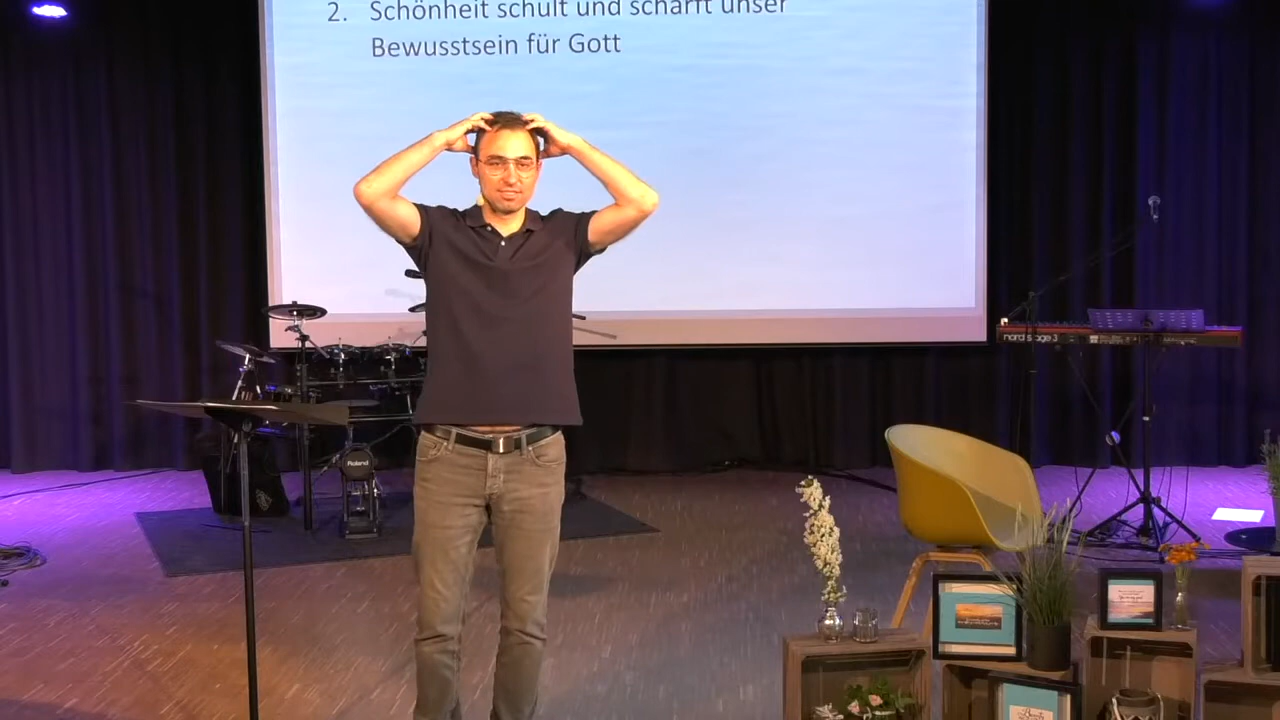 2. Schönheit schult und schärft unser
Bewusstsein für Gott
nord stage 3
Roland